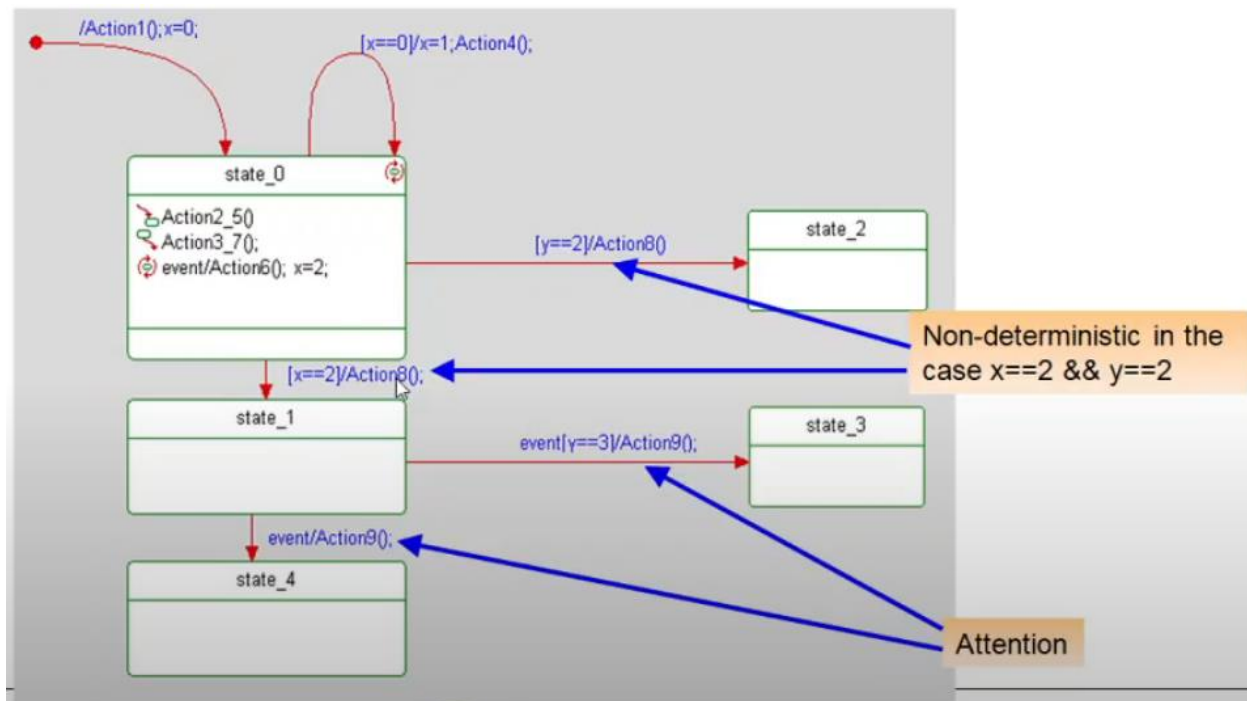 /Action1();x=0;
[x==0]/x=1;Action4();
state_0
Action2_5()
Action3_7();
event/Action6(); x=2;
[y==2]/Action8()
state_2
Non-deterministic in the
case x==2 && y==2
[x==2]/Action8();
state_1
event[y==3]/Action9();
state_3
event/Action9();
state_4
Attention